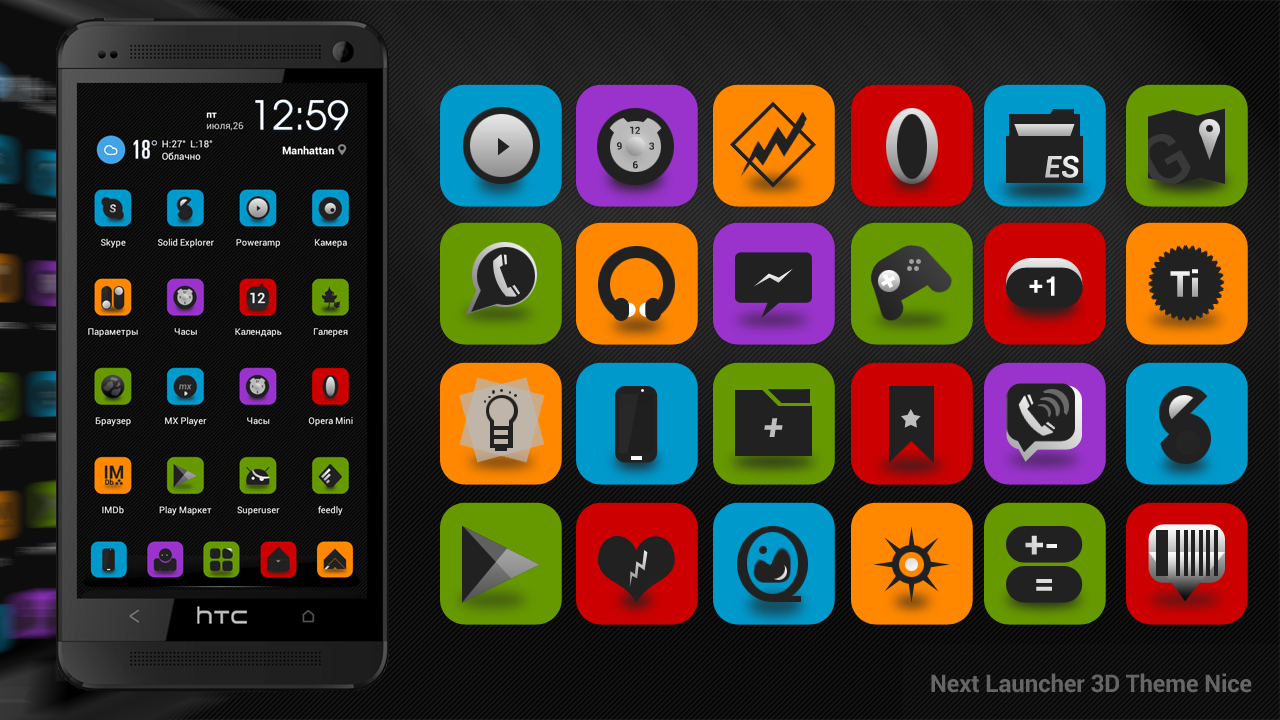 12:59
пт
июля,26
18° H:27° L:18°
Облачно
Manhattan
S
Skype
Solid Explorer
Poweramp
Камера
12
Параметры
Часы
Календарь
Галерея
mx
Браузер
MX Player
Часы
Opera Mini
IM
Db
IMDb
Play Маркет
Superuser
feedly
hTC
12
9 3
6
ES
G
+1
Ti
+
+-
=
Next Launcher 3D Theme Nice